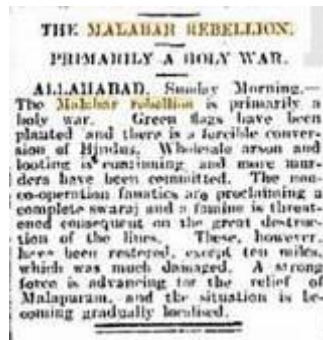 THE MALABAR REBELLION.
PRIMARILY A HOLY WAR.
ALLAHABAD, Sunday Morning.—
The Malabar rebellion is primarily a
holy war. Green flags have been
planted and there is a forcible conver-
sion of Hindus. Wholesale arson and
looting is continuing and more mur-
ders have been committed. The non-
co-operation fanatics are proclaiming a
complete swaraj and a famine is threat-
ened consequent on the great destruc-
tion of the lines. These, however,
have been restored, except ten miles,
which was much damaged. A strong
force is advancing for the relief of
Malapuram, and the situation is be-
coming gradually localised.